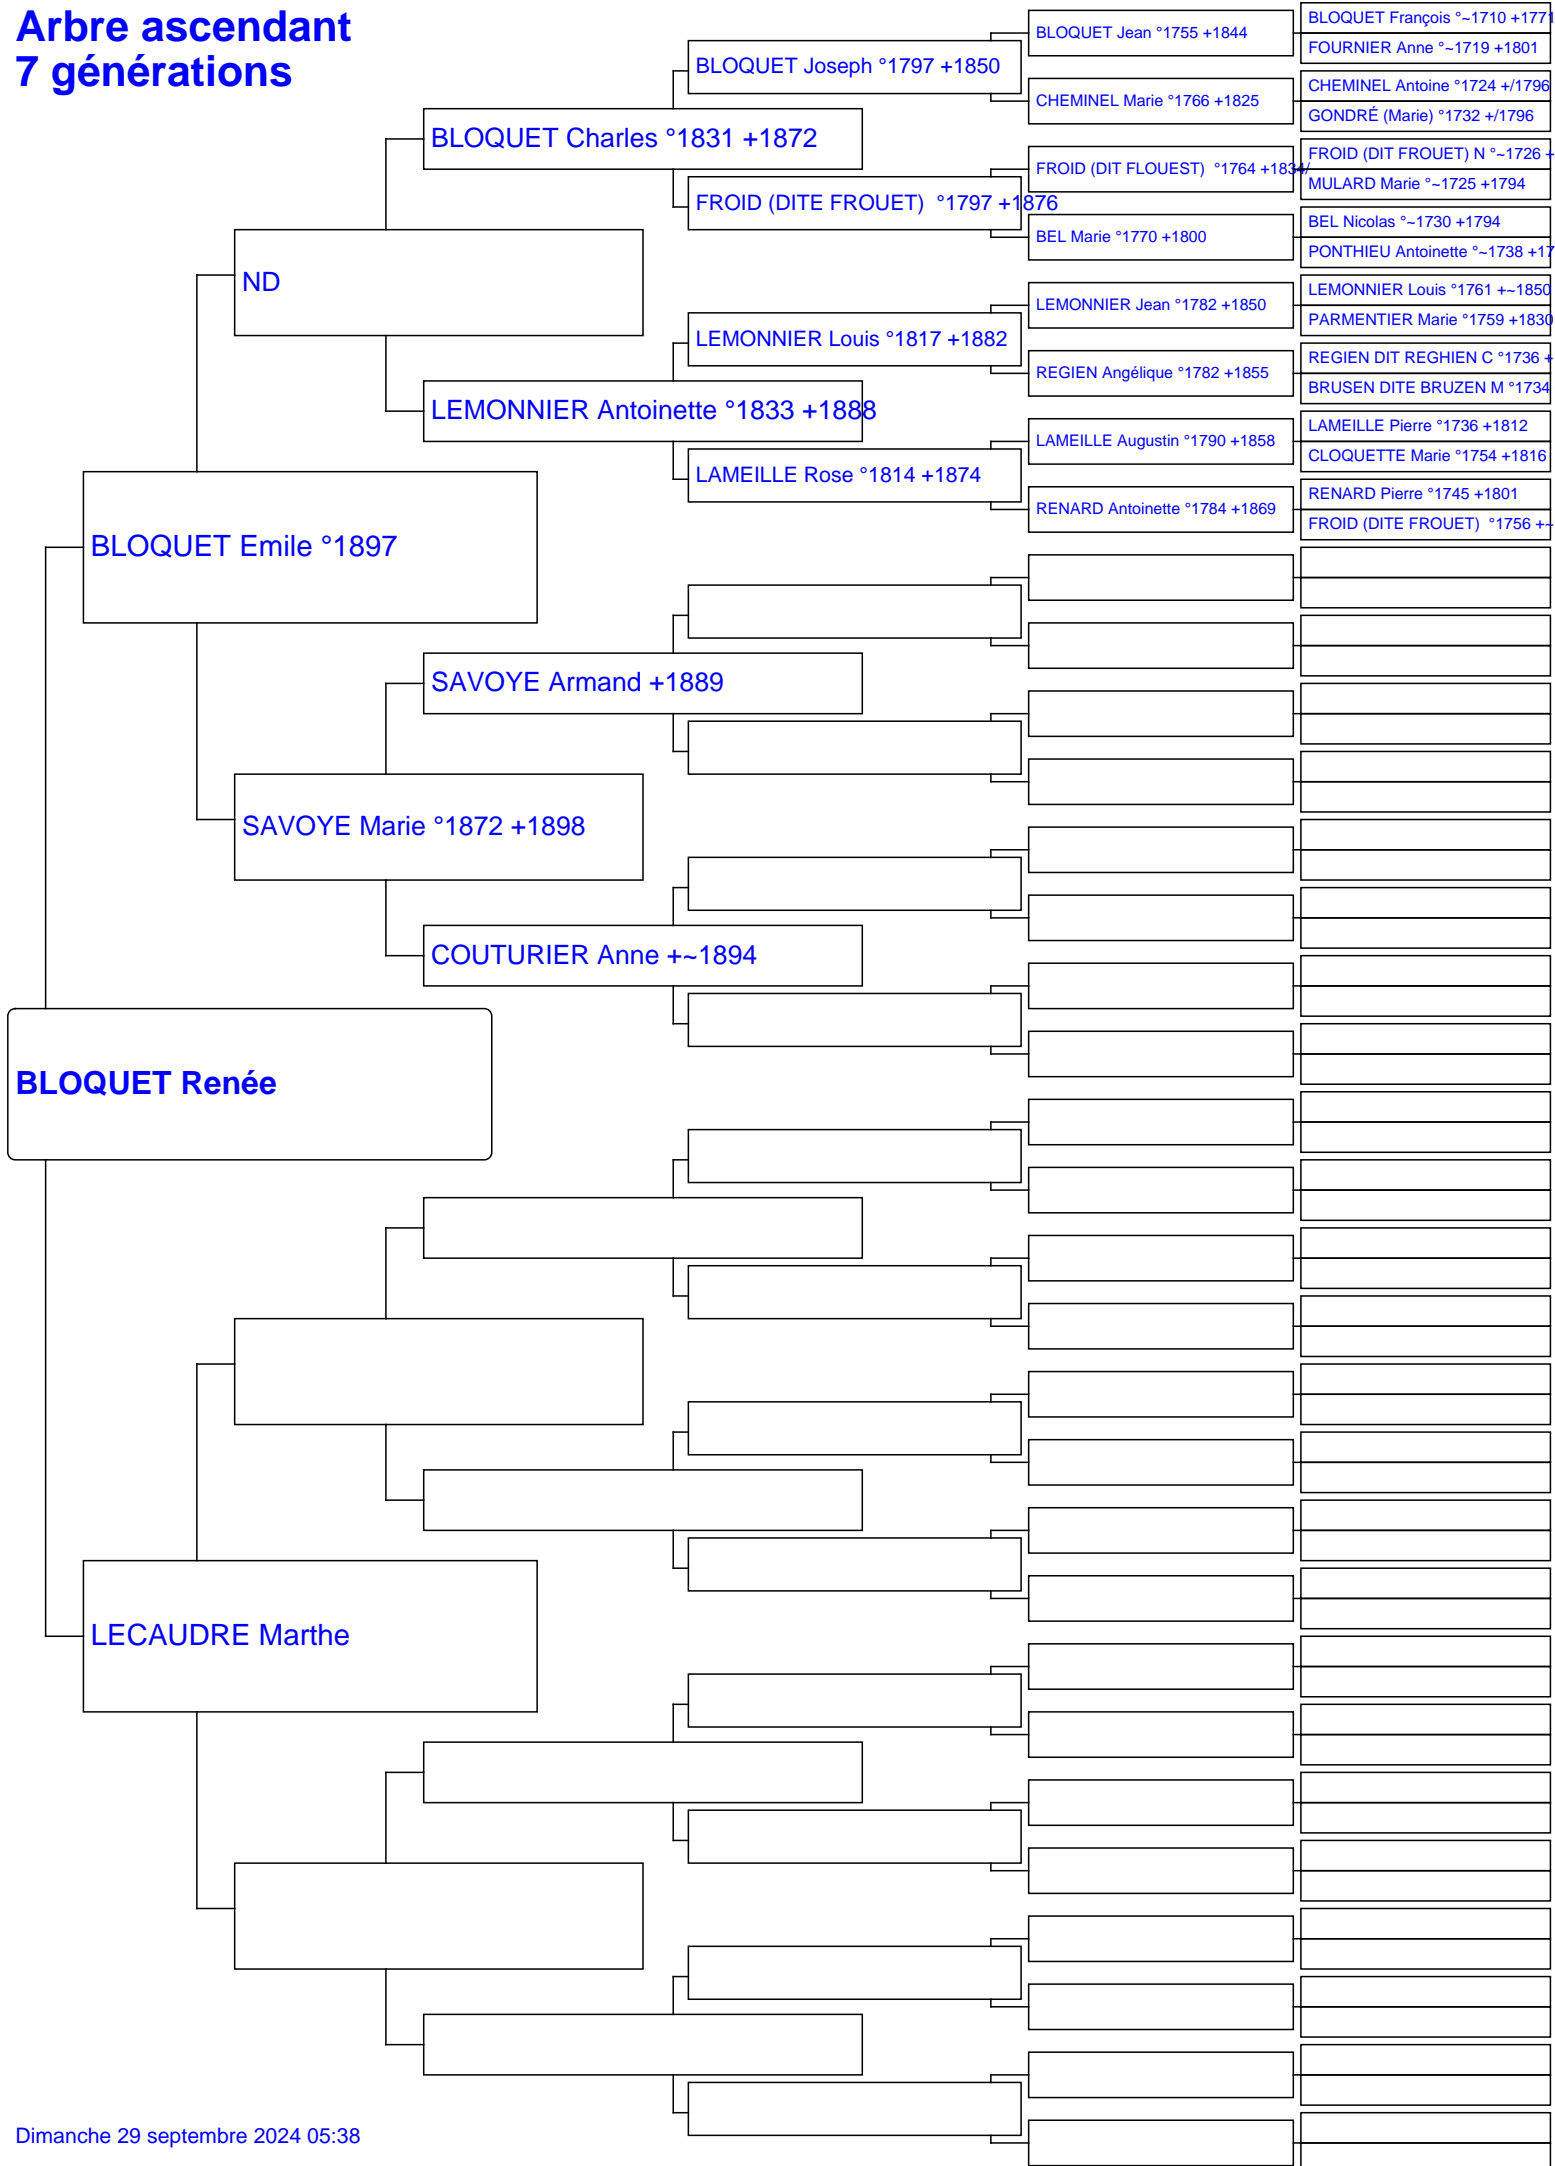 Arbre ascendant
7 générations
BLOQUET Renée
BLOQUET Emile °1897
LECAUDRE Marthe
ND
SAVOYE Marie °1872 +1898
BLOQUET Charles °1831 +1872
LEMONNIER Antoinette °1833 +1888
SAVOYE Armand +1889
COUTURIER Anne +~1894
BLOQUET Joseph °1797 +1850
FROID (DITE FROUET)  °1797 +1876
LEMONNIER Louis °1817 +1882
LAMEILLE Rose °1814 +1874
BLOQUET Jean °1755 +1844
CHEMINEL Marie °1766 +1825
FROID (DIT FLOUEST)  °1764 +1834/
BEL Marie °1770 +1800
LEMONNIER Jean °1782 +1850
REGIEN Angélique °1782 +1855
LAMEILLE Augustin °1790 +1858
RENARD Antoinette °1784 +1869
BLOQUET François °~1710 +1771
FOURNIER Anne °~1719 +1801
CHEMINEL Antoine °1724 +/1796
GONDRÉ (Marie) °1732 +/1796
FROID (DIT FROUET) N °~1726 +
MULARD Marie °~1725 +1794
BEL Nicolas °~1730 +1794
PONTHIEU Antoinette °~1738 +17
LEMONNIER Louis °1761 +~1850
PARMENTIER Marie °1759 +1830
REGIEN DIT REGHIEN C °1736 +
BRUSEN DITE BRUZEN M °1734
LAMEILLE Pierre °1736 +1812
CLOQUETTE Marie °1754 +1816
RENARD Pierre °1745 +1801
FROID (DITE FROUET)  °1756 +~
Dimanche 29 septembre 2024 05:38